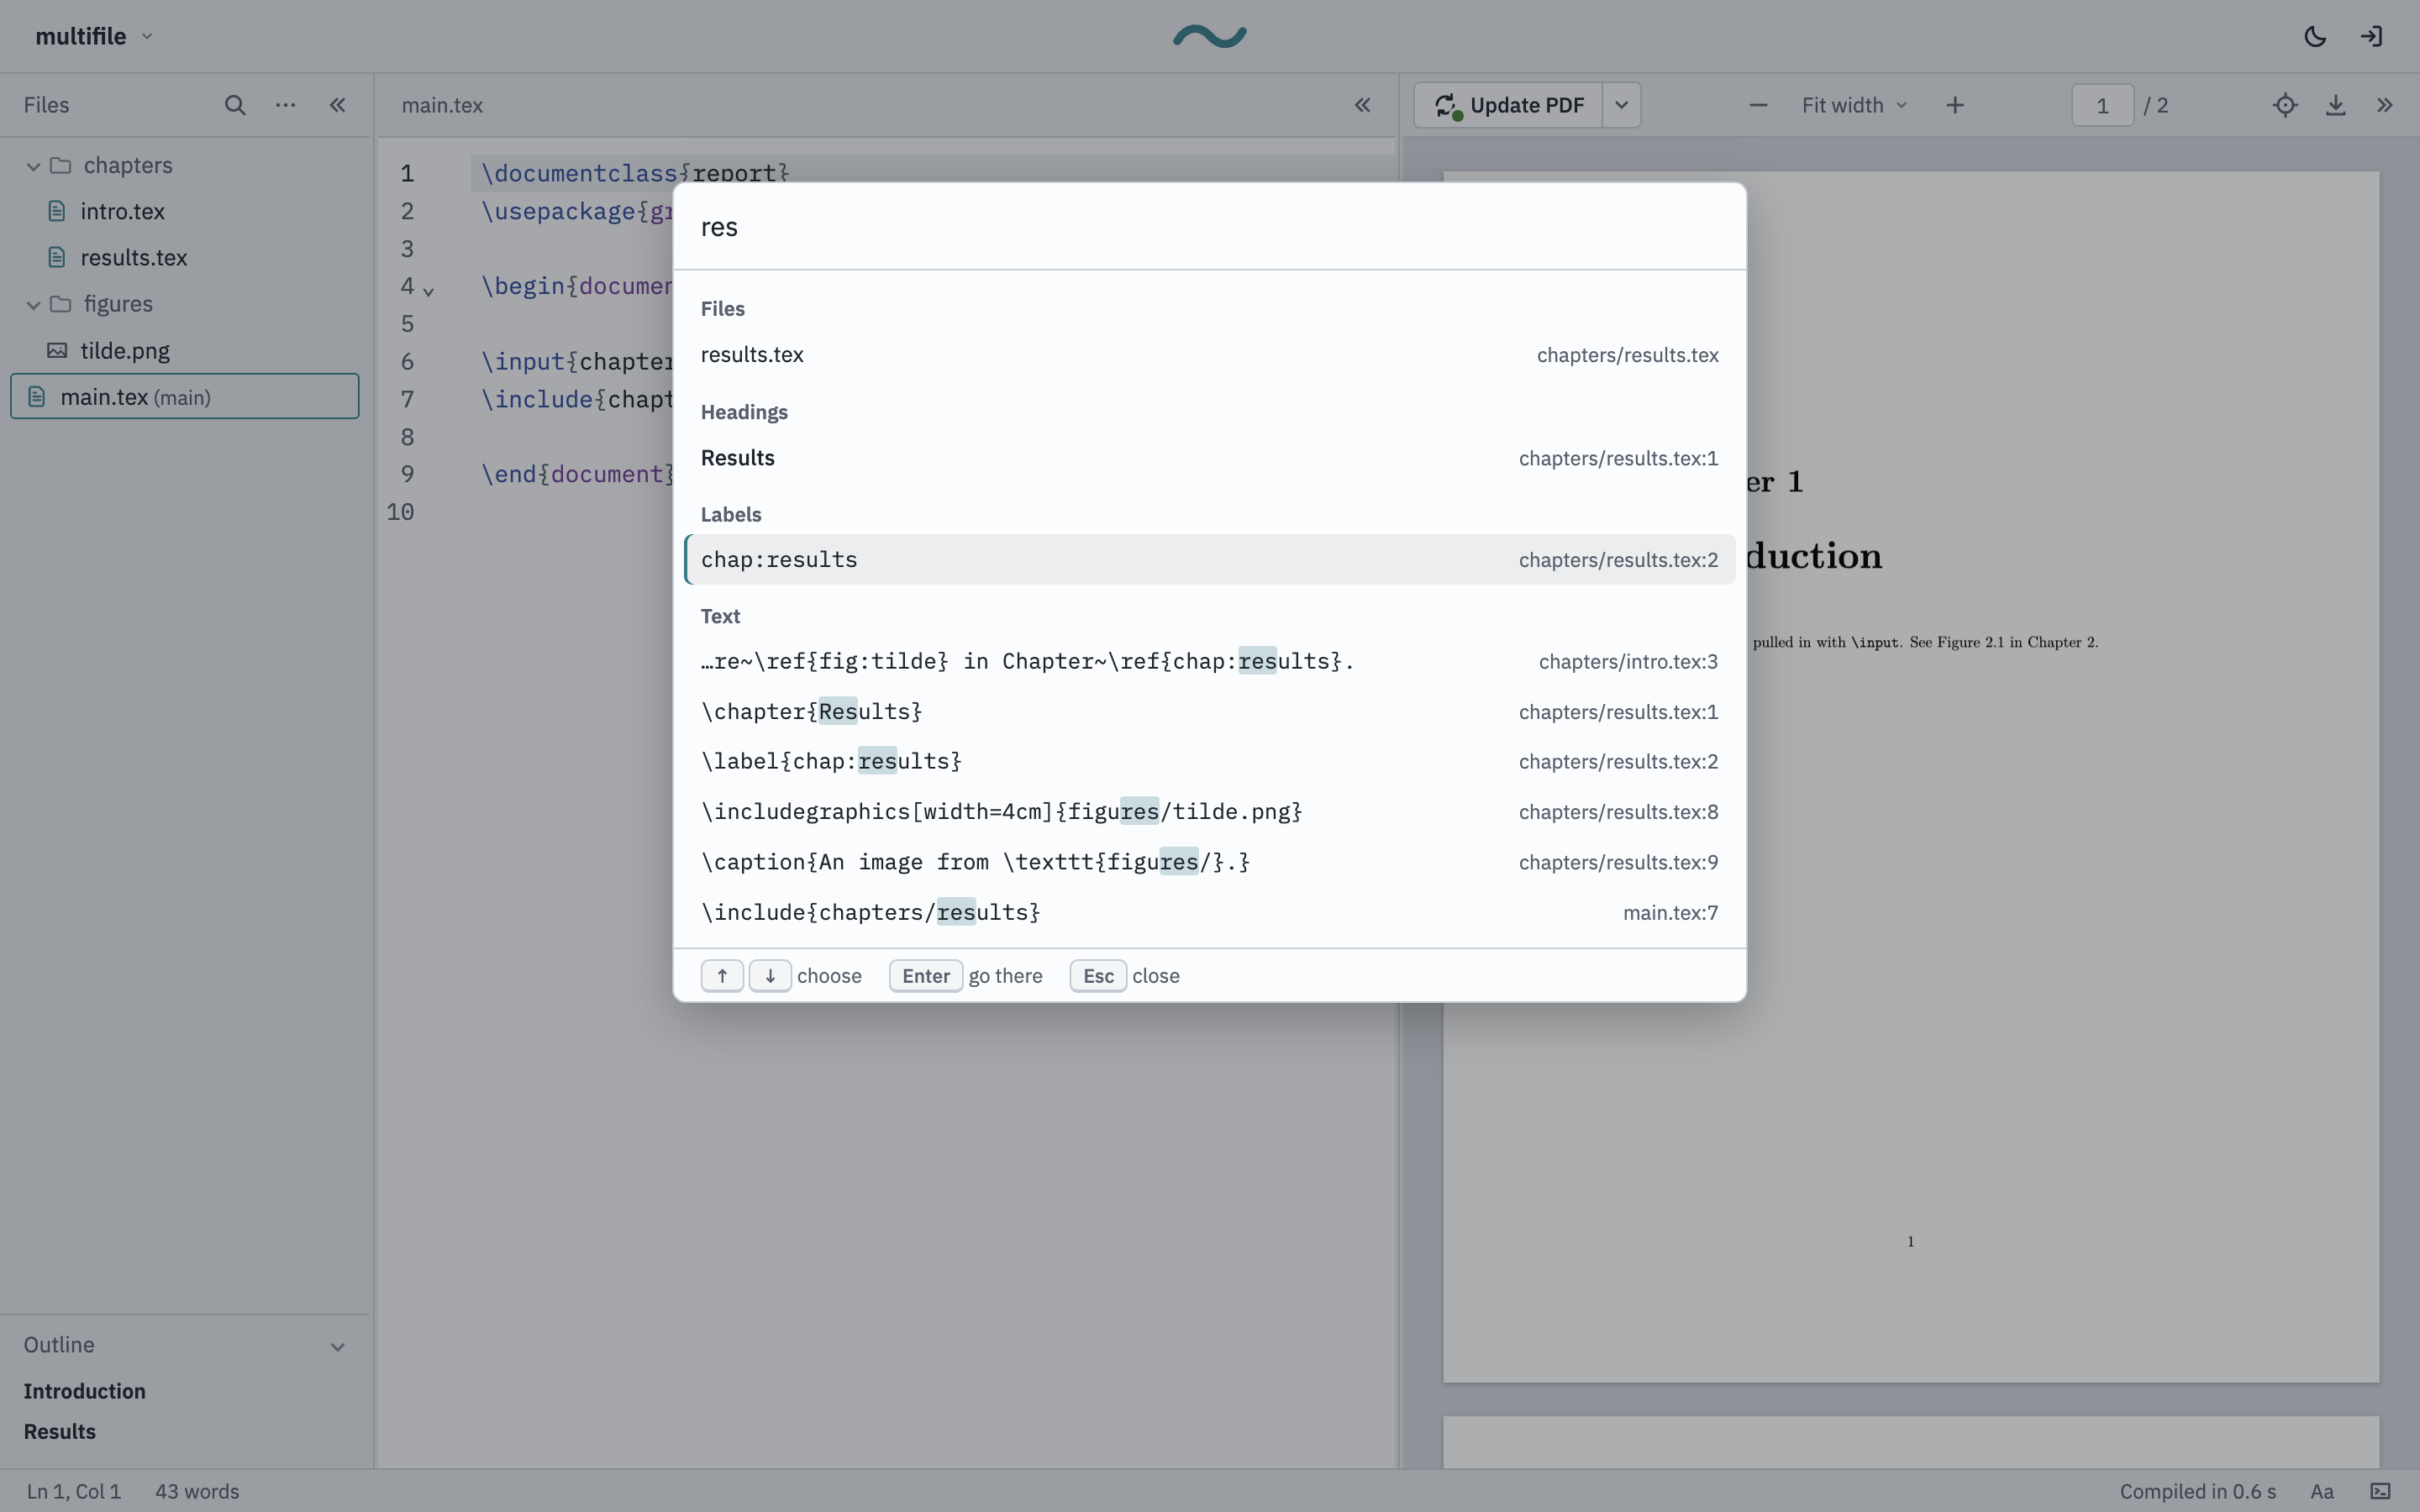 multifile
Files
main.tex
Update PDF
Fit width
1 / 2
chapters
intro.tex
results.tex
figures
tilde.png
main.tex (main)
1 \documentclass{report}
2 \usepackage{gr
3
4 \begin{documen
5
6 \input{chapter
7 \include{chapt
8
9 \end{document}
10
res
Files
results.tex chapters/results.tex
Headings
Results chapters/results.tex:1
Labels
chap:results chapters/results.tex:2
Text
…re~\ref{fig:tilde} in Chapter~\ref{chap:results}. chapters/intro.tex:3
\chapter{Results} chapters/results.tex:1
\label{chap:results} chapters/results.tex:2
\includegraphics[width=4cm]{figures/tilde.png} chapters/results.tex:8
\caption{An image from \texttt{figures/}.} chapters/results.tex:9
\include{chapters/results} main.tex:7
↑ ↓ choose Enter go there Esc close
er 1
duction
pulled in with \input. See Figure 2.1 in Chapter 2.
1
Outline
Introduction
Results
Ln 1, Col 1 43 words
Compiled in 0.6 s Aa